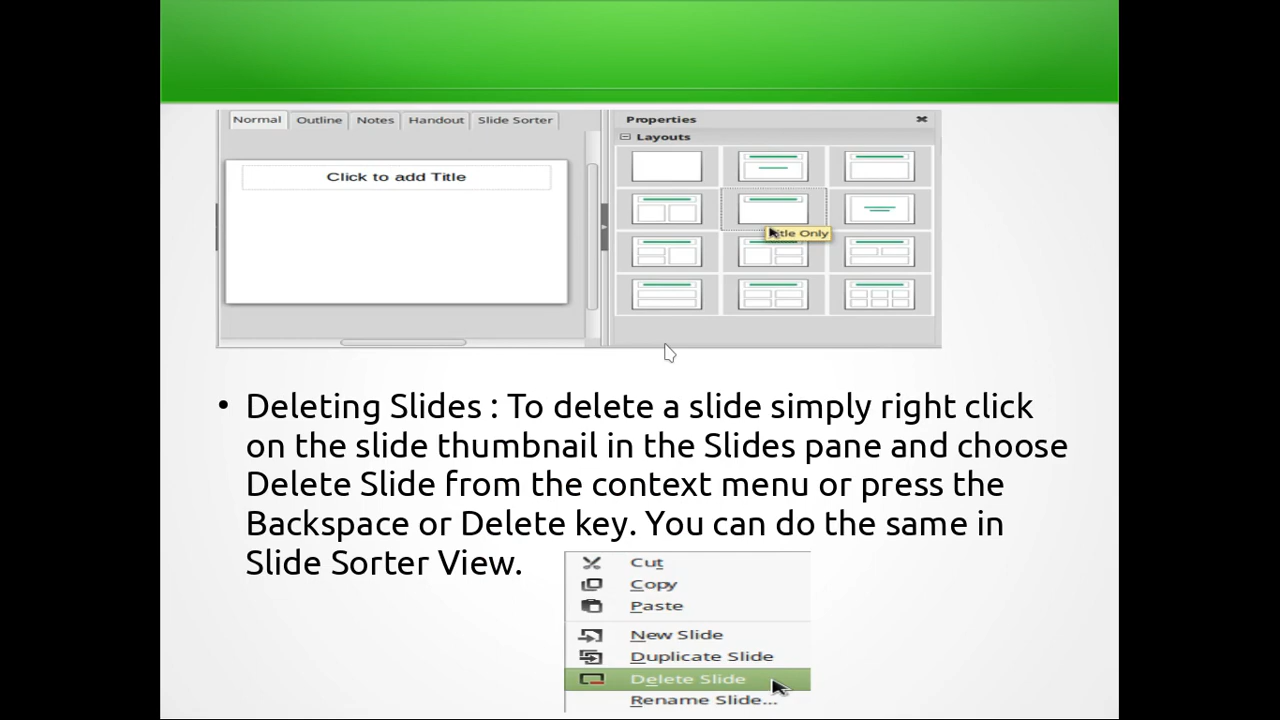 Normal Outline Notes Handout Slide Sorter
Properties
Layouts
Click to add Title
Title Only
• Deleting Slides : To delete a slide simply right click
on the slide thumbnail in the Slides pane and choose
Delete Slide from the context menu or press the
Backspace or Delete key. You can do the same in
Slide Sorter View.
Cut
Copy
Paste
New Slide
Duplicate Slide
Delete Slide
Rename Slide...